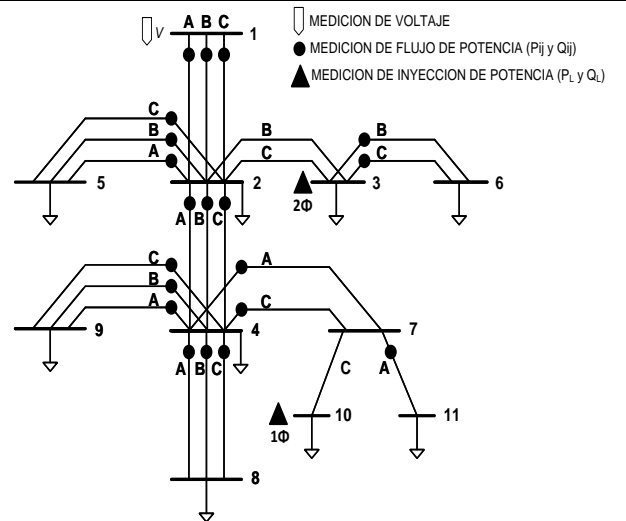 A B C
V
1
MEDICION DE VOLTAJE
MEDICION DE FLUJO DE POTENCIA (Pij y Qij)
MEDICION DE INYECCION DE POTENCIA (PL y QL)
C
B
A
B
C
B
C
5
2
3
6
2Φ
A B C
C
B
A
A
C
9
4
7
A B C
C
A
10
11
1Φ
8